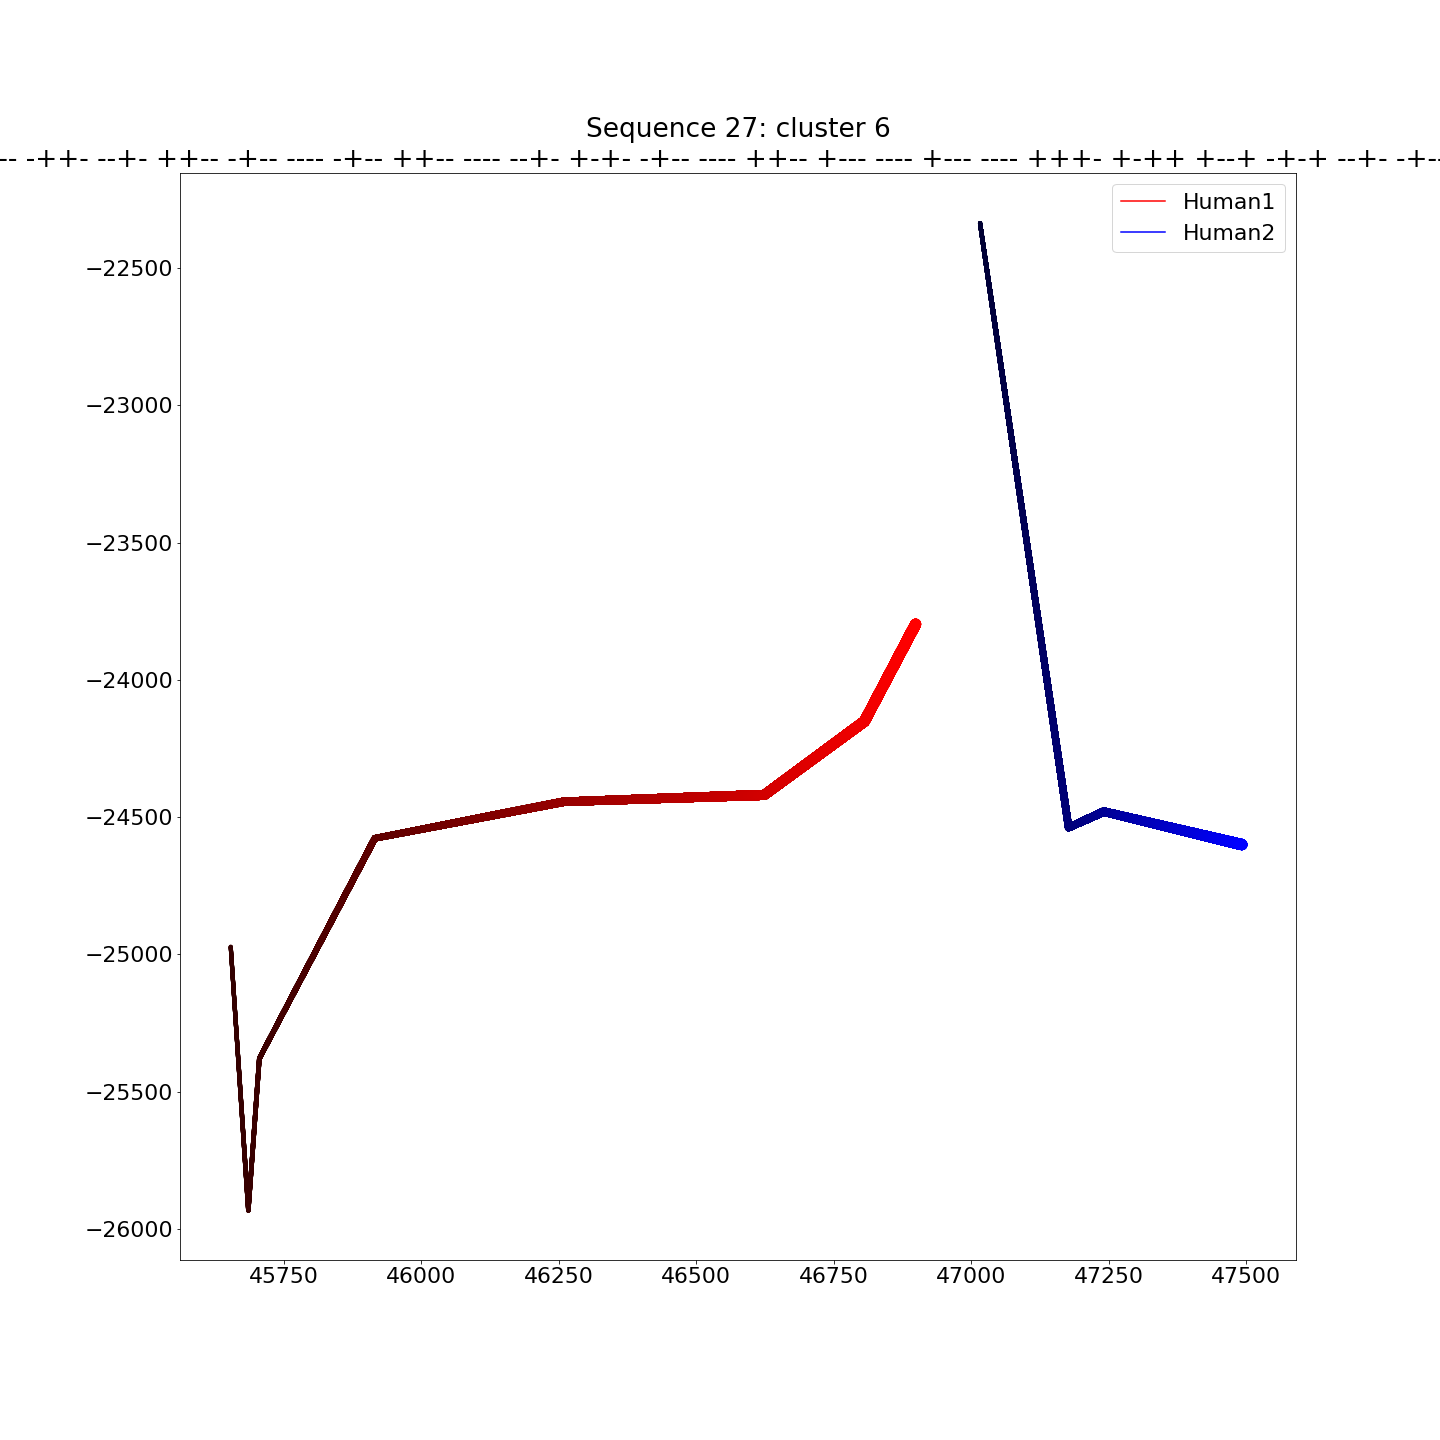 Sequence 27: cluster 6
-- -++- --+- ++-- -+-- ---- -+-- ++-- ---- --+- +-+- -+-- ---- ++-- +--- ---- +--- ---- +++- +-++ +--+ -+-+ --+- -+--
Human1
Human2
−22500
−23000
−23500
−24000
−24500
−25000
−25500
−26000
45750 46000 46250 46500 46750 47000 47250 47500